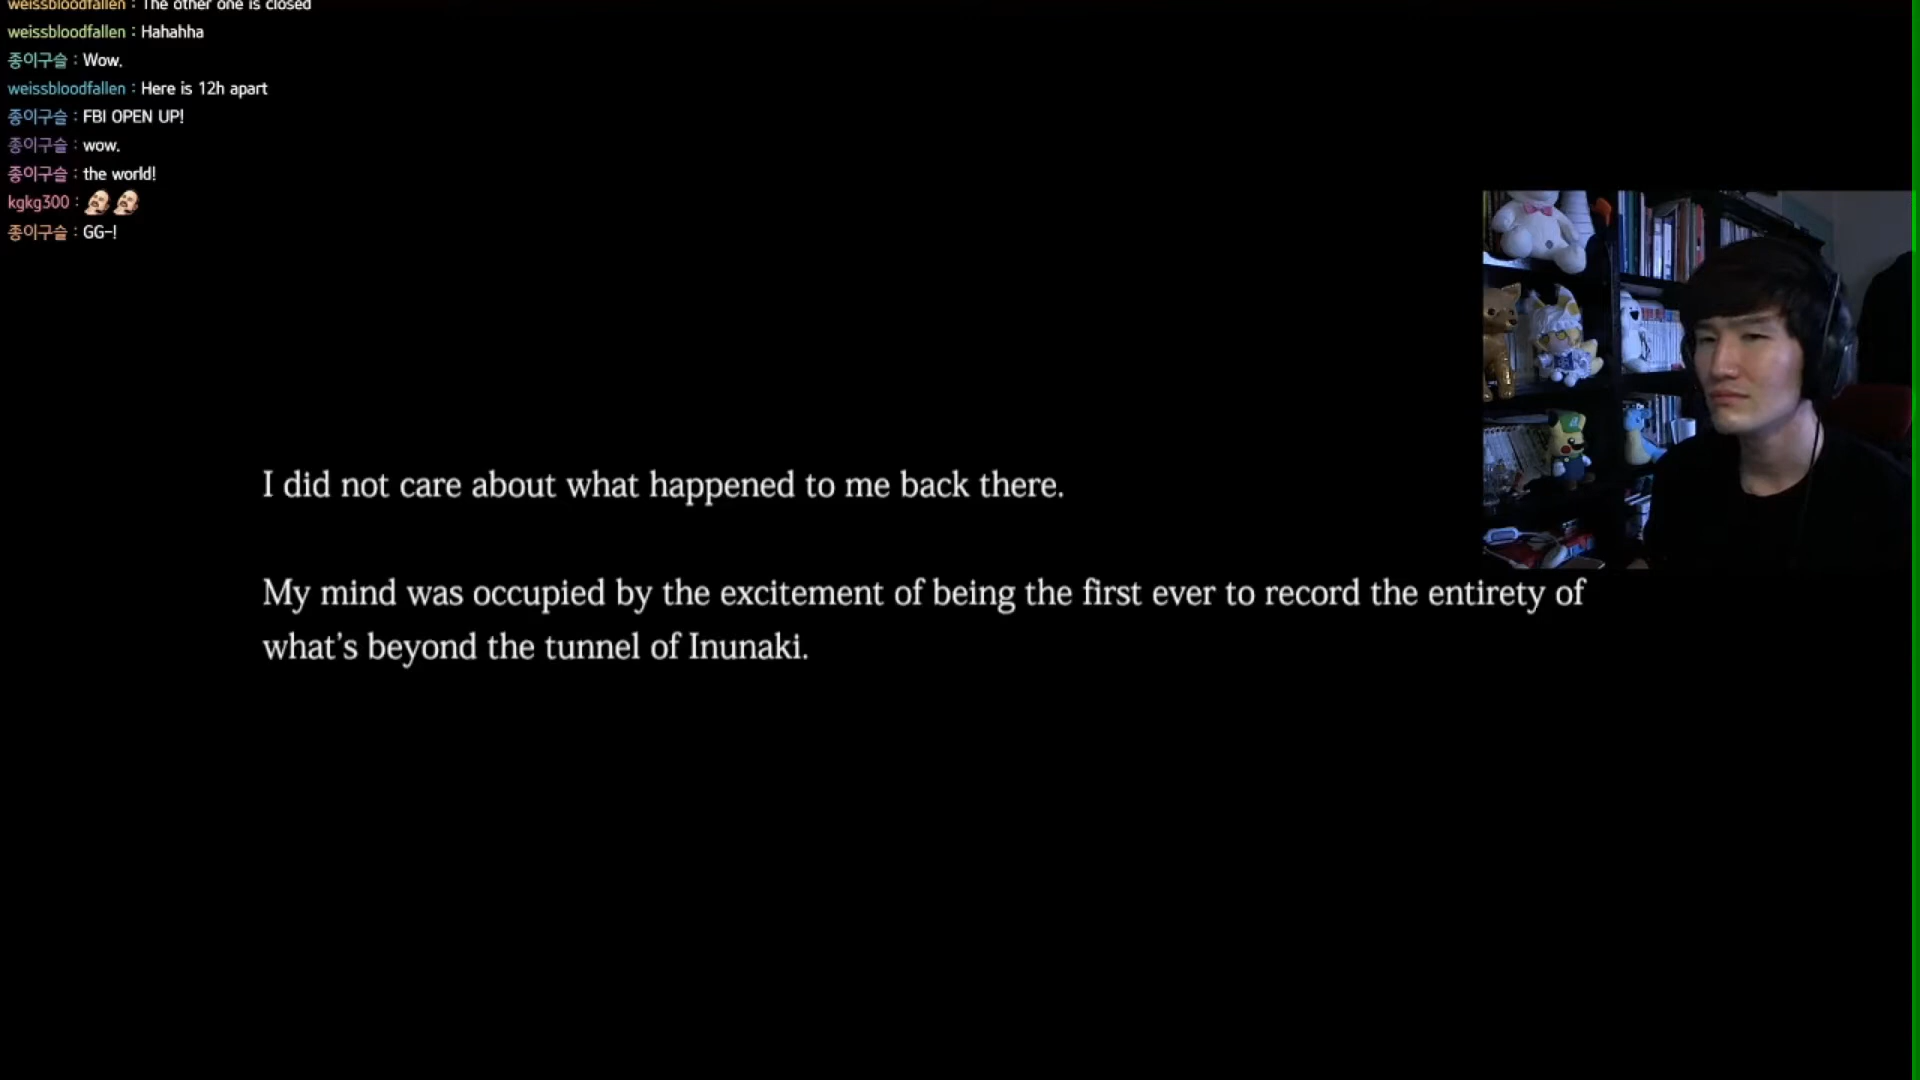 weissbloodfallen : The other one is closed
weissbloodfallen : Hahahha
종이구슬 : Wow.
weissbloodfallen : Here is 12h apart
종이구슬 : FBI OPEN UP!
종이구슬 : wow.
종이구슬 : the world!
kgkg300 :
종이구슬 : GG-!
I did not care about what happened to me back there.
My mind was occupied by the excitement of being the first ever to record the entirety of
what's beyond the tunnel of Inunaki.